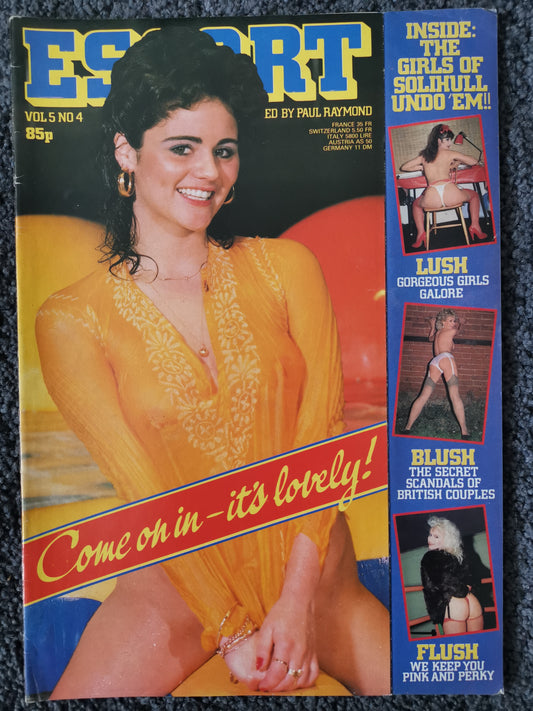 ESCORT
VOL 5 NO 4
85p
ED BY PAUL RAYMOND
FRANCE 35 FR
SWITZERLAND 5.50 FR
ITALY 5800 LIRE
AUSTRIA AS 50
GERMANY 11 DM
Come on in – it's lovely!
INSIDE:
THE
GIRLS OF
SOLIHULL
UNDO 'EM!!
LUSH
GORGEOUS GIRLS
GALORE
BLUSH
THE SECRET
SCANDALS OF
BRITISH COUPLES
FLUSH
WE KEEP YOU
PINK AND PERKY